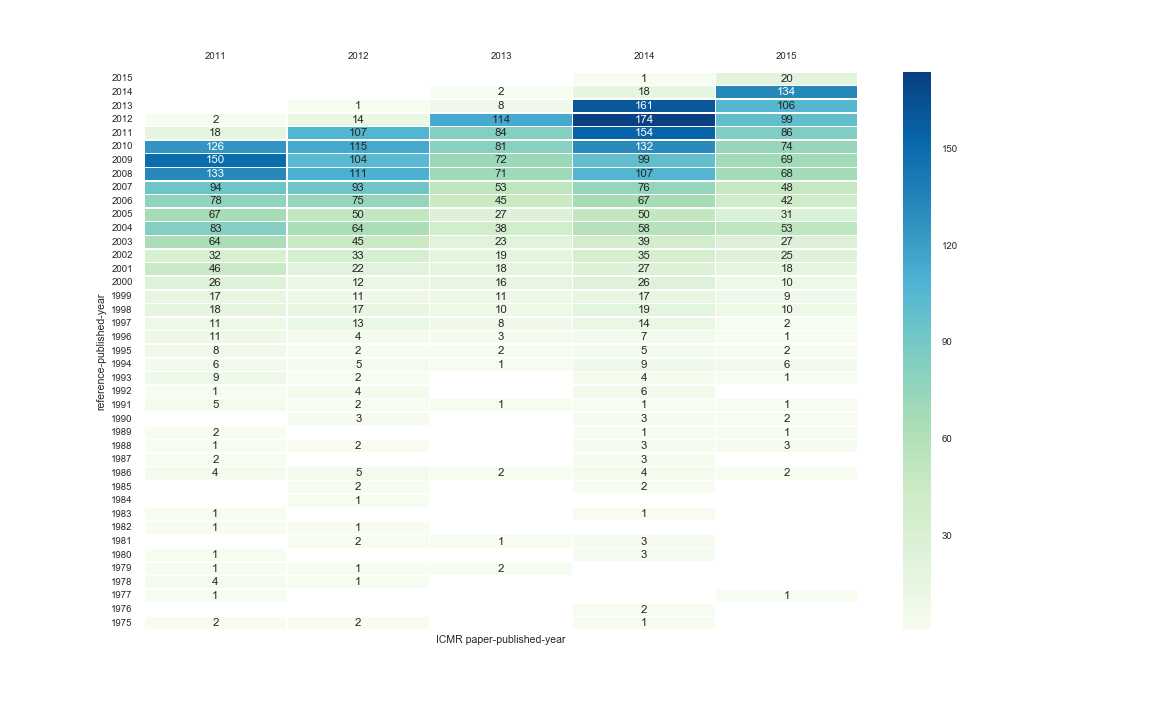 2011 2012 2013 2014 2015
2015 1 20
2014 2 18 134
2013 1 8 161 106
2012 2 14 114 174 99
2011 18 107 84 154 86
2010 126 115 81 132 74
2009 150 104 72 99 69
2008 133 111 71 107 68
2007 94 93 53 76 48
2006 78 75 45 67 42
2005 67 50 27 50 31
2004 83 64 38 58 53
2003 64 45 23 39 27
2002 32 33 19 35 25
2001 46 22 18 27 18
2000 26 12 16 26 10
1999 17 11 11 17 9
1998 18 17 10 19 10
1997 11 13 8 14 2
1996 11 4 3 7 1
1995 8 2 2 5 2
1994 6 5 1 9 6
1993 9 2 4 1
1992 1 4 6
1991 5 2 1 1 1
1990 3 3 2
1989 2 1 1
1988 1 2 3 3
1987 2 3
1986 4 5 2 4 2
1985 2 2
1984 1
1983 1 1
1982 1 1
1981 2 1 3
1980 1 3
1979 1 1 2
1978 4 1
1977 1 1
1976 2
1975 2 2 1
ICMR paper-published-year
reference-published-year
150
120
90
60
30